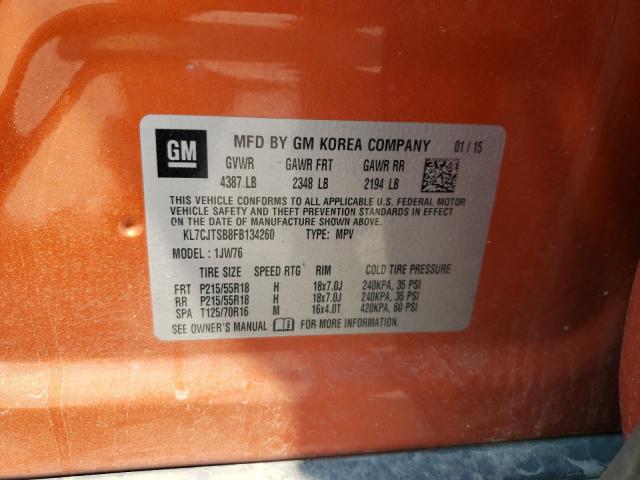 GM
MFD BY GM KOREA COMPANY 01 / 15
GVWR GAWR FRT GAWR RR
4387 LB 2348 LB 2194 LB
THIS VEHICLE CONFORMS TO ALL APPLICABLE U.S. FEDERAL MOTOR
VEHICLE SAFETY AND THEFT PREVENTION STANDARDS IN EFFECT
ON THE DATE OF MANUFACTURE SHOWN ABOVE.
KL7CJTSB8FB134260 TYPE: MPV
MODEL: 1JW76
TIRE SIZE SPEED RTG RIM COLD TIRE PRESSURE
FRT P215/55R18 H 18x7.0J 240KPA, 35 PSI
RR P215/55R18 H 18x7.0J 240KPA, 35 PSI
SPA T125/70R16 M 16x4.0T 420KPA, 60 PSI
SEE OWNER'S MANUAL FOR MORE INFORMATION.